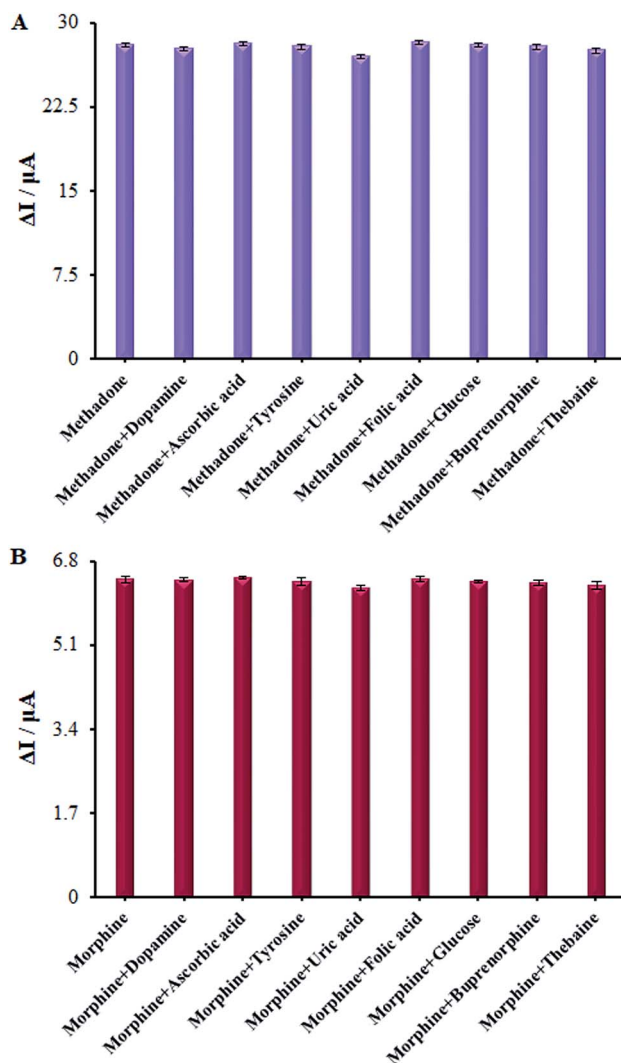 A
30
22.5
15
7.5
0
ΔI / μA
Methadone
Methadone+Dopamine
Methadone+Ascorbic acid
Methadone+Tyrosine
Methadone+Uric acid
Methadone+Folic acid
Methadone+Glucose
Methadone+Buprenorphine
Methadone+Thebaine
B
6.8
5.1
3.4
1.7
0
ΔI / μA
Morphine
Morphine+Dopamine
Morphine+Ascorbic acid
Morphine+Tyrosine
Morphine+Uric acid
Morphine+Folic acid
Morphine+Glucose
Morphine+Buprenorphine
Morphine+Thebaine